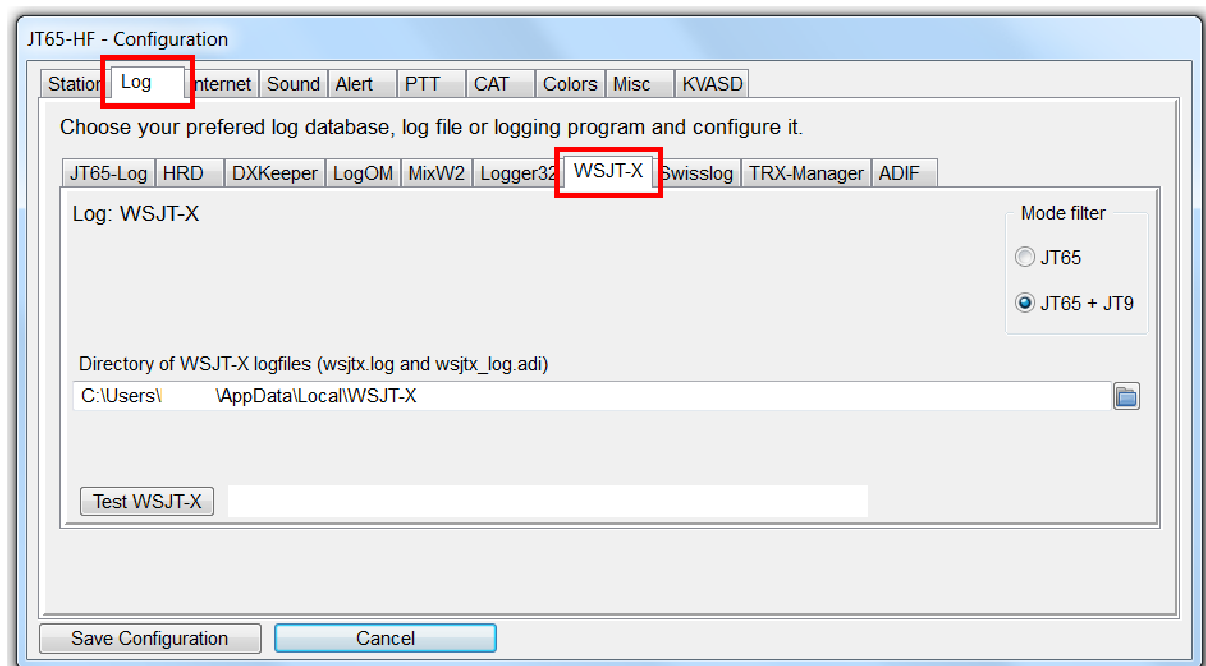 JT65-HF - Configuration
Station Log Internet Sound Alert PTT CAT Colors Misc KVASD
Choose your prefered log database, log file or logging program and configure it.
JT65-Log HRD DXKeeper LogOM MixW2 Logger32 WSJT-X Swisslog TRX-Manager ADIF
Log: WSJT-X
Mode filter
JT65
JT65 + JT9
Directory of WSJT-X logfiles (wsjtx.log and wsjtx_log.adi)
C:\Users\ \AppData\Local\WSJT-X
Test WSJT-X
Save Configuration Cancel